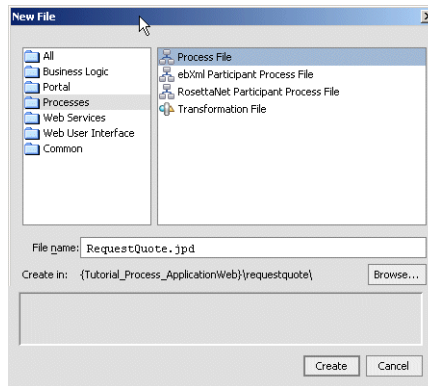 New File
All
Business Logic
Portal
Processes
Web Services
Web User Interface
Common
Process File
ebXml Participant Process File
RosettaNet Participant Process File
Transformation File
File name: RequestQuote.jpd
Create in: {Tutorial_Process_ApplicationWeb}\requestquote\ Browse...
Create Cancel